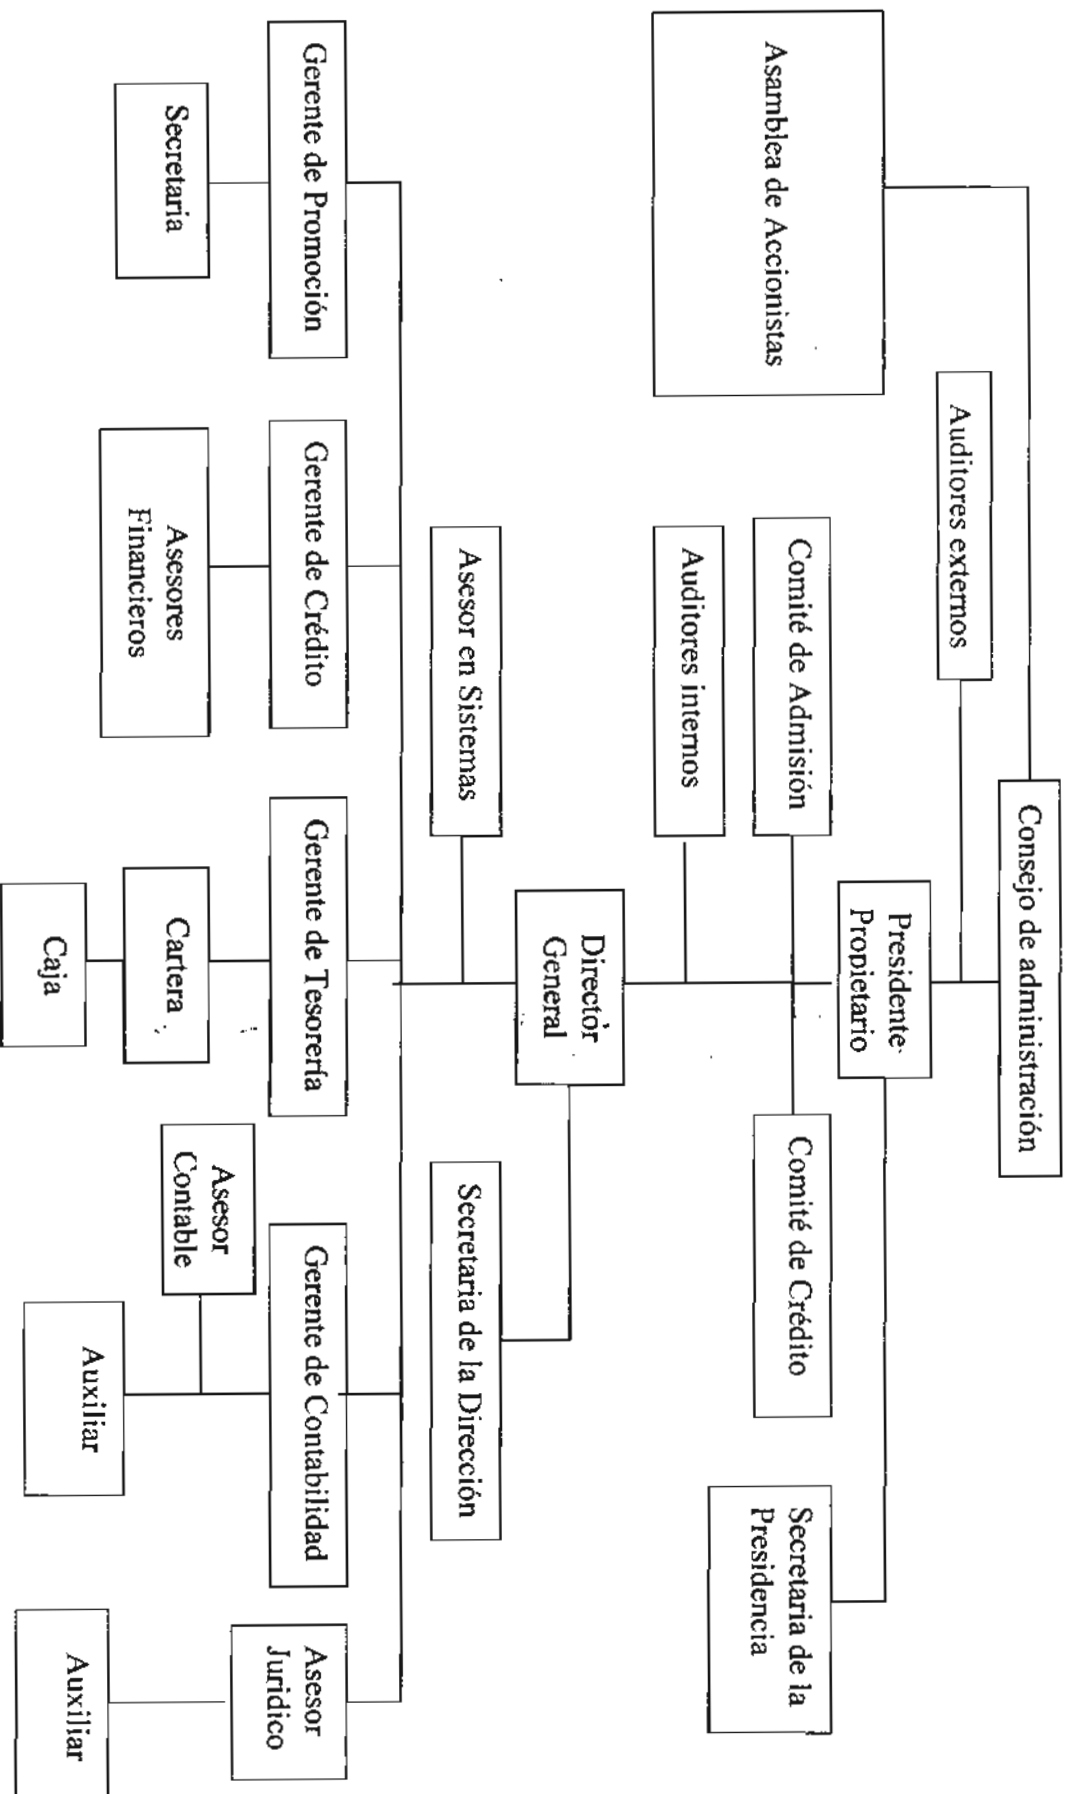 Consejo de administración
Auditores externos
Asamblea de Accionistas
Presidente
Propietario
Secretaria de la
Presidencia
Comité de Admisión
Comité de Crédito
Auditores internos
Director
General
Asesor en Sistemas
Secretaria de la Dirección
Gerente de Promoción
Gerente de Crédito
Gerente de Tesorería
Gerente de Contabilidad
Asesor
Juridico
Secretaria
Asesores
Financieros
Cartera
Asesor
Contable
Caja
Auxiliar
Auxiliar